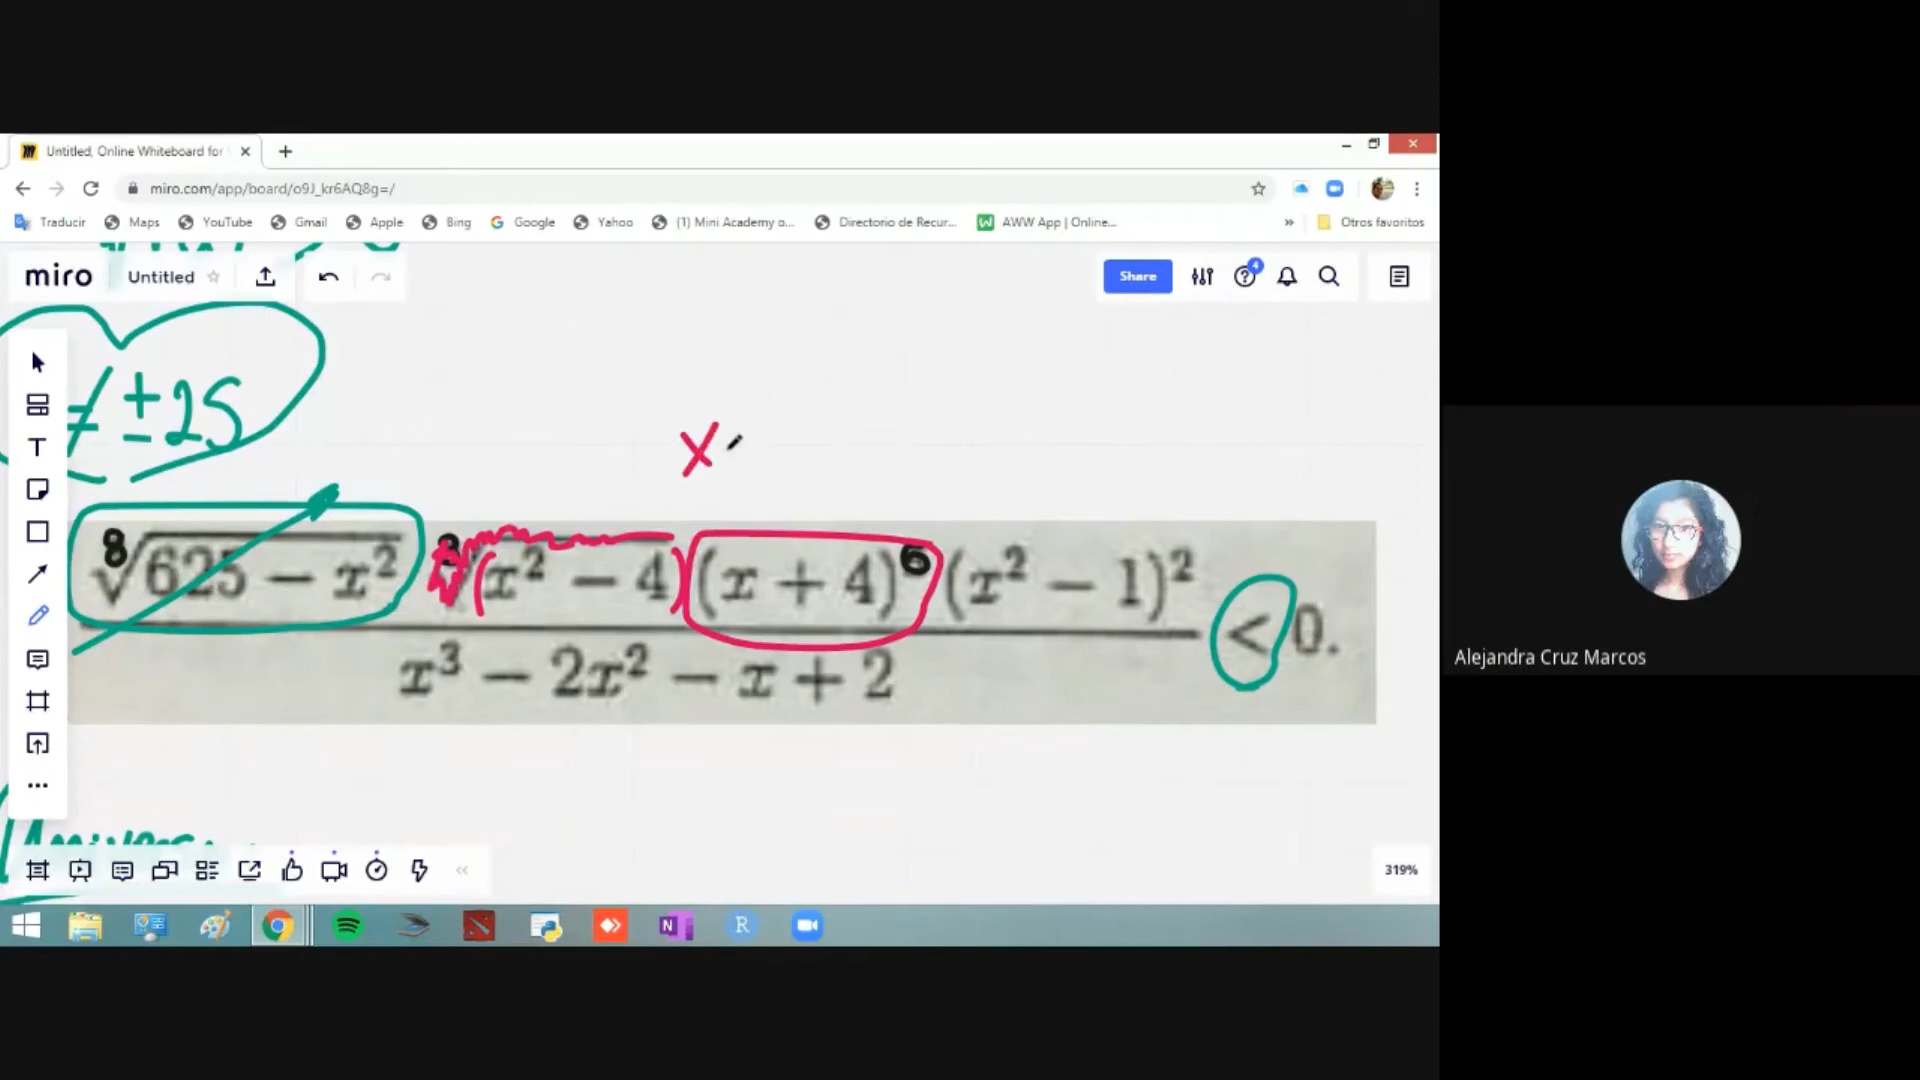 Untitled, Online Whiteboard for
miro.com/app/board/o9J_kr6AQ8g=/
Traducir Maps YouTube Gmail Apple Bing Google Yahoo (1) Mini Academy o... Directorio de Recur... AWW App | Online... » Otros favoritos
miro Untitled Share 4
≠ ±25
x
⁸√(625 − x²) ³√(x² − 4) (x + 4)⁶ (x² − 1)²
< 0.
x³ − 2x² − x + 2
Alejandra Cruz Marcos
319%